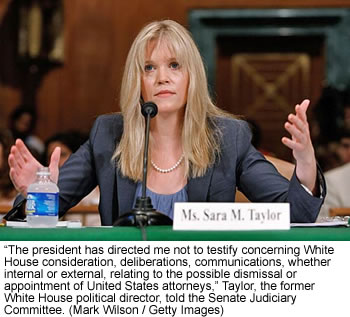 Ms. Sara M. Taylor
“The president has directed me not to testify concerning White
House consideration, deliberations, communications, whether
internal or external, relating to the possible dismissal or
appointment of United States attorneys,” Taylor, the former
White House political director, told the Senate Judiciary
Committee. (Mark Wilson / Getty Images)